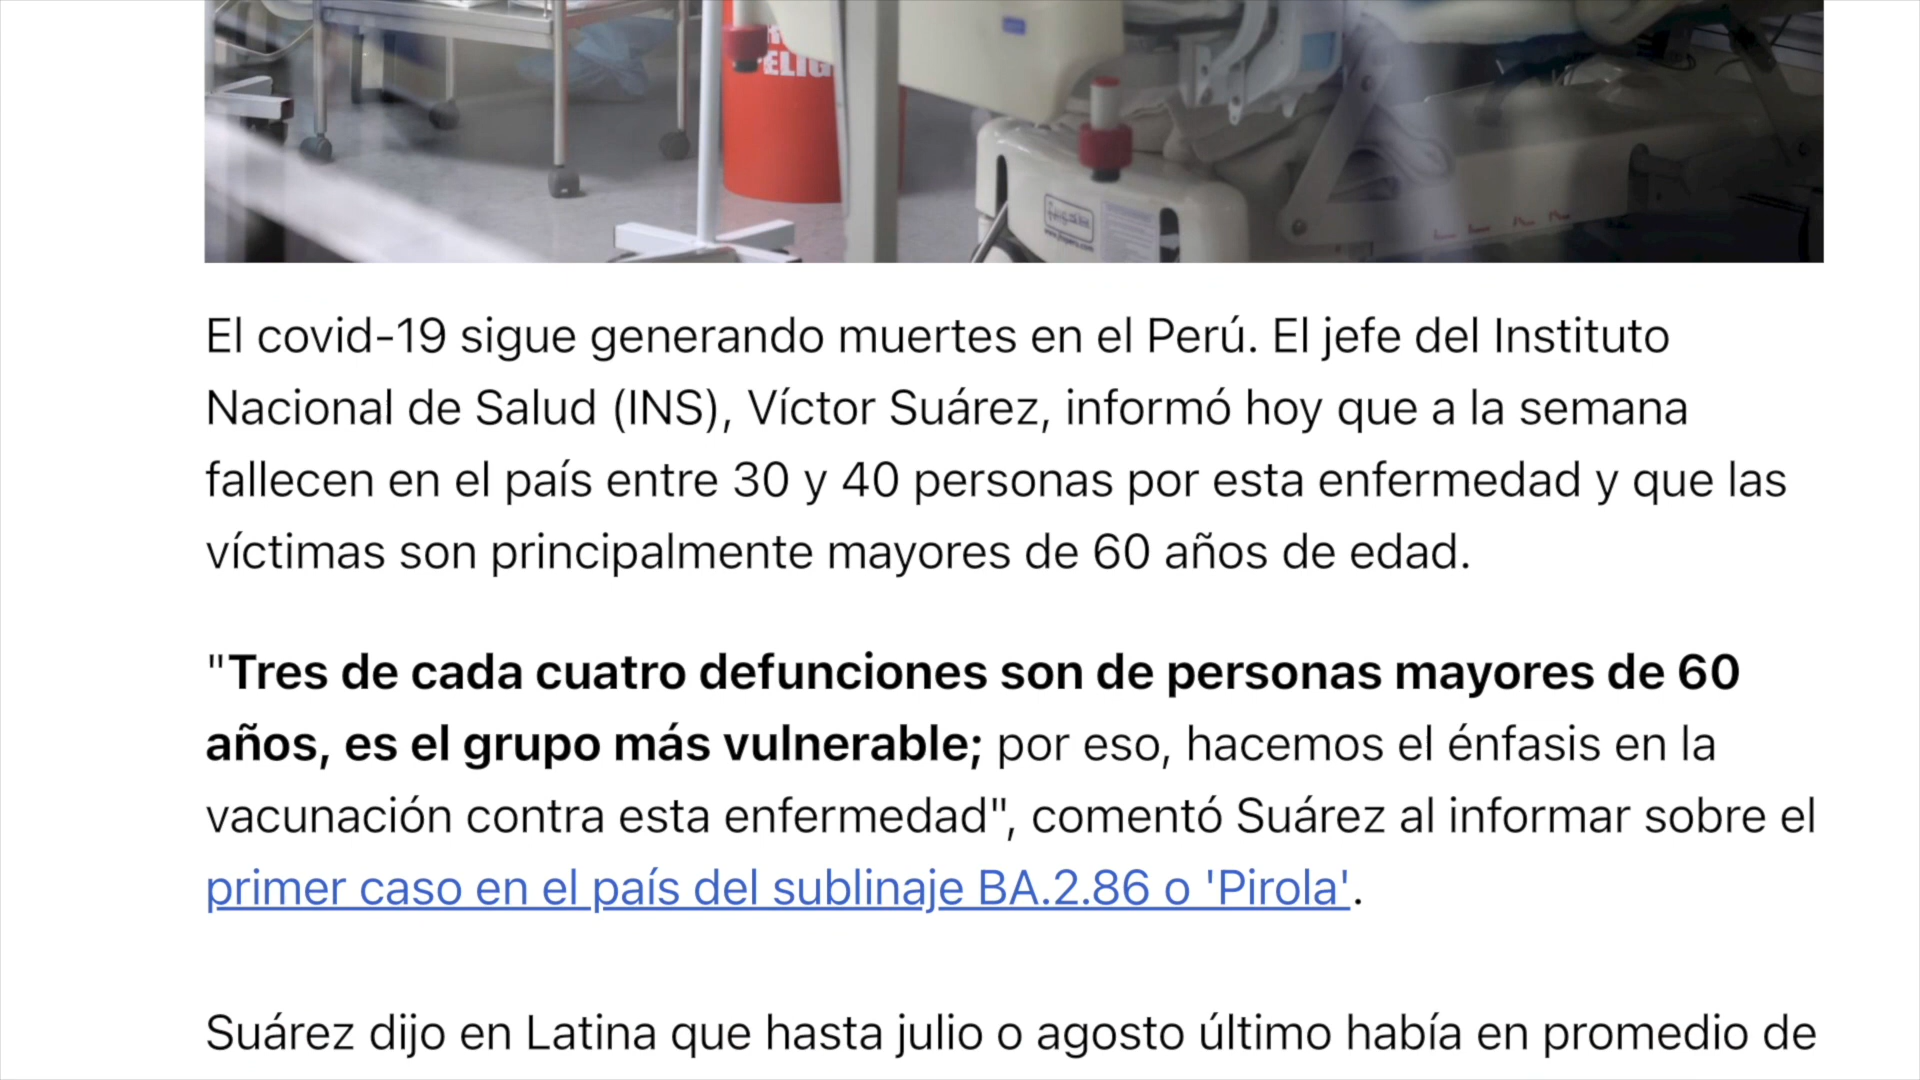 ELIG
El covid-19 sigue generando muertes en el Perú. El jefe del Instituto
Nacional de Salud (INS), Víctor Suárez, informó hoy que a la semana
fallecen en el país entre 30 y 40 personas por esta enfermedad y que las
víctimas son principalmente mayores de 60 años de edad.
"Tres de cada cuatro defunciones son de personas mayores de 60
años, es el grupo más vulnerable; por eso, hacemos el énfasis en la
vacunación contra esta enfermedad", comentó Suárez al informar sobre el
primer caso en el país del sublinaje BA.2.86 o 'Pirola'.
Suárez dijo en Latina que hasta julio o agosto último había en promedio de